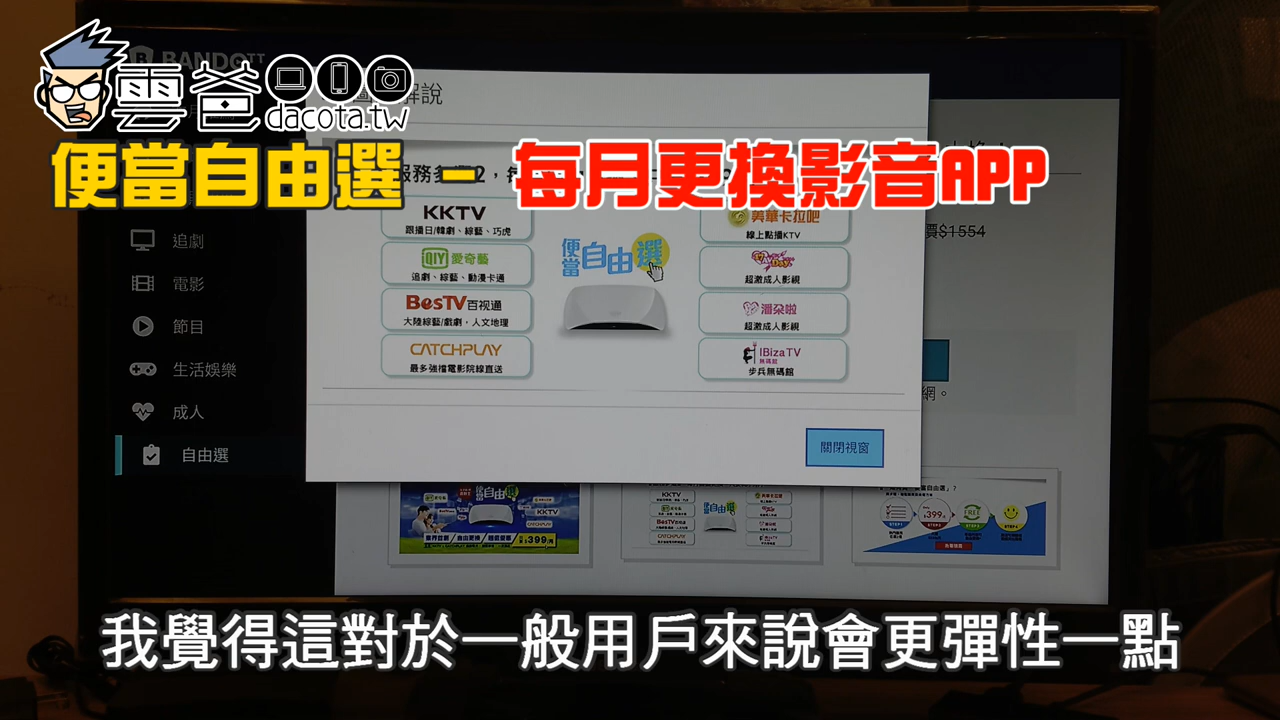 BANDOTT
雲爸
dacota.tw
解說
便當自由選 - 每月更換影音APP
KKTV
跟播日/韓劇、綜藝、巧虎
愛奇藝
追劇、綜藝、動漫卡通
BesTV百视通
大陸綜藝/戲劇，人文地理
CATCHPLAY
最多強檔電影院線直送
便當自由選
美華卡拉吧
線上點播KTV
超激成人影視
潘朵啦
超激成人影視
IBizaTV
無碼館
步兵無碼館
$1554
網。
追劇
電影
節目
生活娛樂
成人
自由選
關閉視窗
我覺得這對於一般用戶來說會更彈性一點